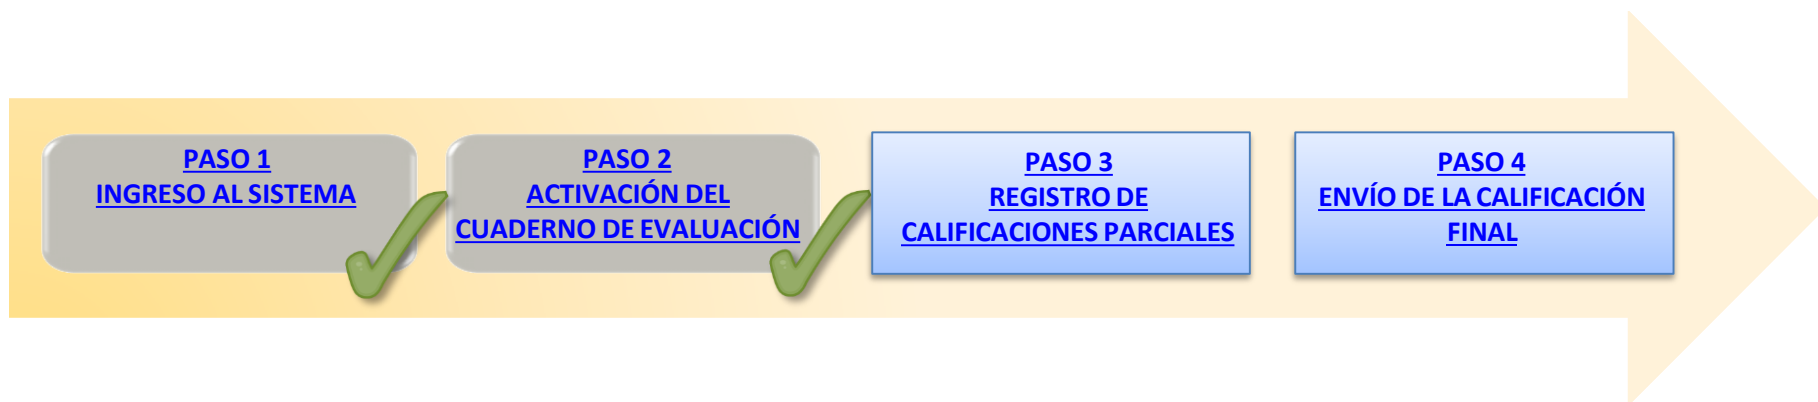 PASO 1
INGRESO AL SISTEMA
PASO 2
ACTIVACIÓN DEL
CUADERNO DE EVALUACIÓN
PASO 3
REGISTRO DE
CALIFICACIONES PARCIALES
PASO 4
ENVÍO DE LA CALIFICACIÓN
FINAL